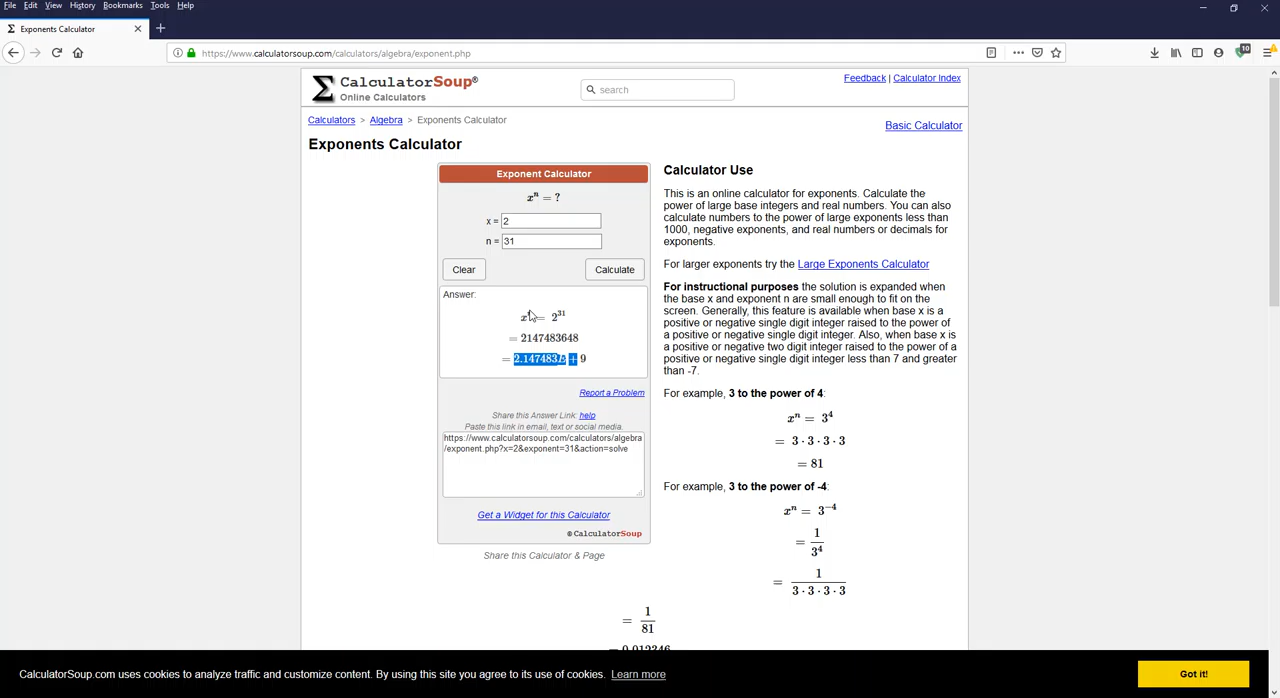 File Edit View History Bookmarks Tools Help
Exponents Calculator
https://www.calculatorsoup.com/calculators/algebra/exponent.php
10
CalculatorSoup®
Online Calculators
search
Feedback | Calculator Index
Calculators > Algebra > Exponents Calculator
Basic Calculator
Exponents Calculator
Exponent Calculator
xⁿ = ?
x = 2
n = 31
Clear
Calculate
Answer:
xⁿ = 2³¹
= 2147483648
= 2.147483E + 9
Report a Problem
Share this Answer Link: help
Paste this link in email, text or social media.
https://www.calculatorsoup.com/calculators/algebra
/exponent.php?x=2&exponent=31&action=solve
Get a Widget for this Calculator
©CalculatorSoup
Share this Calculator & Page
Calculator Use
This is an online calculator for exponents. Calculate the
power of large base integers and real numbers. You can also
calculate numbers to the power of large exponents less than
1000, negative exponents, and real numbers or decimals for
exponents.
For larger exponents try the Large Exponents Calculator
For instructional purposes the solution is expanded when
the base x and exponent n are small enough to fit on the
screen. Generally, this feature is available when base x is a
positive or negative single digit integer raised to the power of
a positive or negative single digit integer. Also, when base x is
a positive or negative two digit integer raised to the power of a
positive or negative single digit integer less than 7 and greater
than -7.
For example, 3 to the power of 4:
xⁿ = 3⁴
= 3 · 3 · 3 · 3
= 81
For example, 3 to the power of -4:
xⁿ = 3⁻⁴
= 1/3⁴
= 1/(3 · 3 · 3 · 3)
= 1/81
= 0.012346
CalculatorSoup.com uses cookies to analyze traffic and customize content. By using this site you agree to its use of cookies. Learn more
Got it!